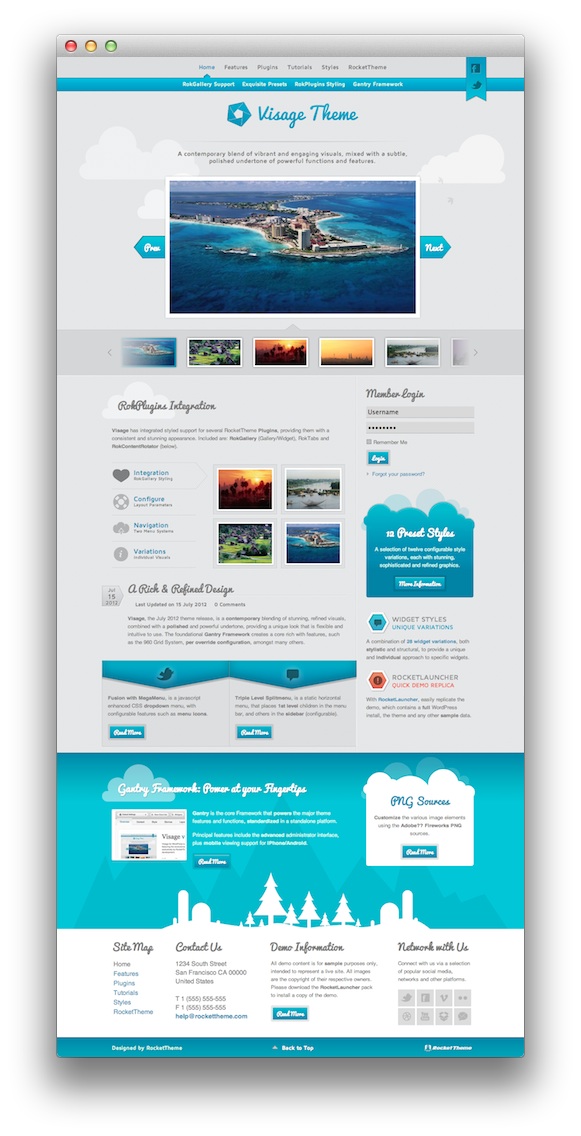 Home Features Plugins Tutorials Styles RocketTheme
RokGallery Support Exquisite Presets RokPlugins Styling Gantry Framework
Visage Theme
A contemporary blend of vibrant and engaging visuals, mixed with a subtle,
polished undertone of powerful functions and features.
Prev
Next
RokPlugins Integration
Visage has integrated styled support for several RocketTheme Plugins, providing them with a
consistent and stunning appearance. Included are: RokGallery (Gallery/Widget), RokTabs and
RokContentRotator (below).
Integration
RokGallery Styling
Configure
Layout Parameters
Navigation
Two Menu Systems
Variations
Individual Visuals
Member Login
Username
Remember Me
Login
Forgot your password?
12 Preset Styles
A selection of twelve configurable style
variations, each with stunning,
sophisticated and refined graphics.
More Information
Jul
15
2012
A Rich & Refined Design
Last Updated on 15 July 2012 0 Comments
Visage, the July 2012 theme release, is a contemporary blending of stunning, refined visuals,
combined with a polished and powerful undertone, providing a unique look that is flexible and
intuitive to use. The foundational Gantry Framework creates a core rich with features, such
as the 960 Grid System, per override configuration, amongst many others.
WIDGET STYLES
UNIQUE VARIATIONS
A combination of 28 widget variations, both
stylistic and structural, to provide a unique
and individual approach to specific widgets.
ROCKETLAUNCHER
QUICK DEMO REPLICA
With RocketLauncher, easily replicate the
demo, which contains a full WordPress
install, the theme and any other sample data.
Fusion with MegaMenu, is a javascript
enhanced CSS dropdown menu, with
configurable features such as menu icons.
Read More
Triple Level Splitmenu, is a static horizontal
menu, that places 1st level children in the menu
bar, and others in the sidebar (configurable).
Read More
Gantry Framework: Power at your Fingertips
Gantry is the core Framework that powers the major theme
features and functions, standardised in a standalone platform.
Principal features include the advanced administrator interface,
plus mobile viewing support for iPhone/Android.
Read More
Visage
PNG Sources
Customize the various image elements
using the Adobe?? Fireworks PNG
sources.
Read More
Site Map
Home
Features
Plugins
Tutorials
Styles
RocketTheme
Contact Us
1234 South Street
San Francisco CA 00000
United States
T 1 (555) 555-555
F 1 (555) 555-555
help@rockettheme.com
Demo Information
All demo content is for sample purposes only,
intended to represent a live site. All images
are the copyright of their respective owners.
Please download the RocketLauncher pack
to install a copy of the demo.
Read More
Network with Us
Connect with us via a selection
of popular social media,
networks and other platforms.
Designed by RocketTheme
Back to Top
RocketTheme